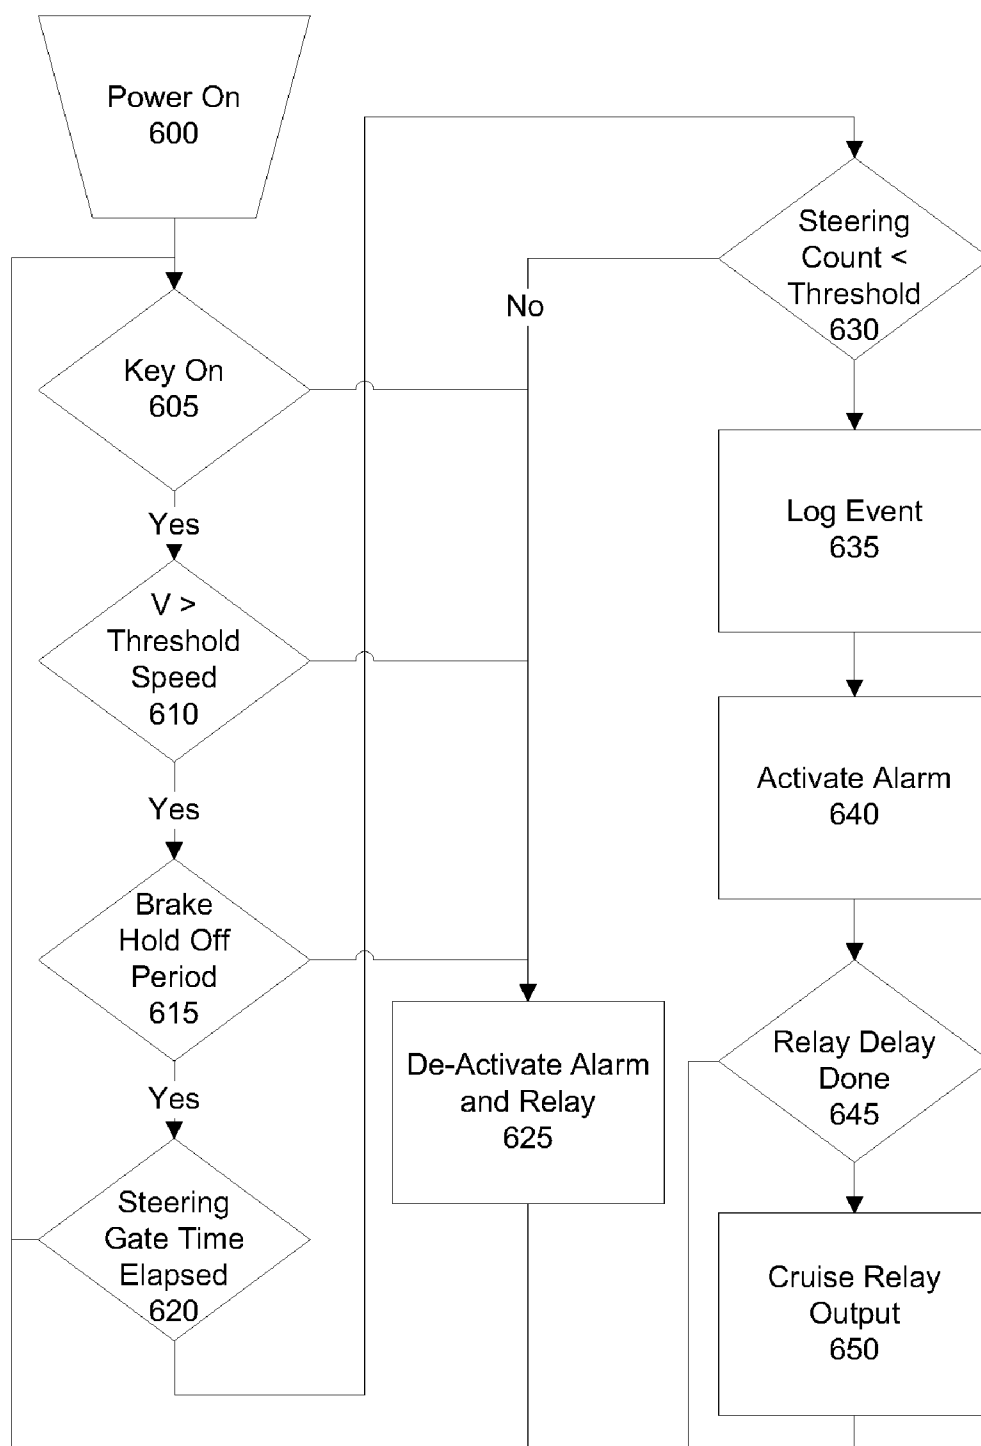 Power On
600
Key On
605
Yes
V >
Threshold
Speed
610
Yes
Brake
Hold Off
Period
615
Yes
Steering
Gate Time
Elapsed
620
No
De-Activate Alarm
and Relay
625
Steering
Count <
Threshold
630
Log Event
635
Activate Alarm
640
Relay Delay
Done
645
Cruise Relay
Output
650